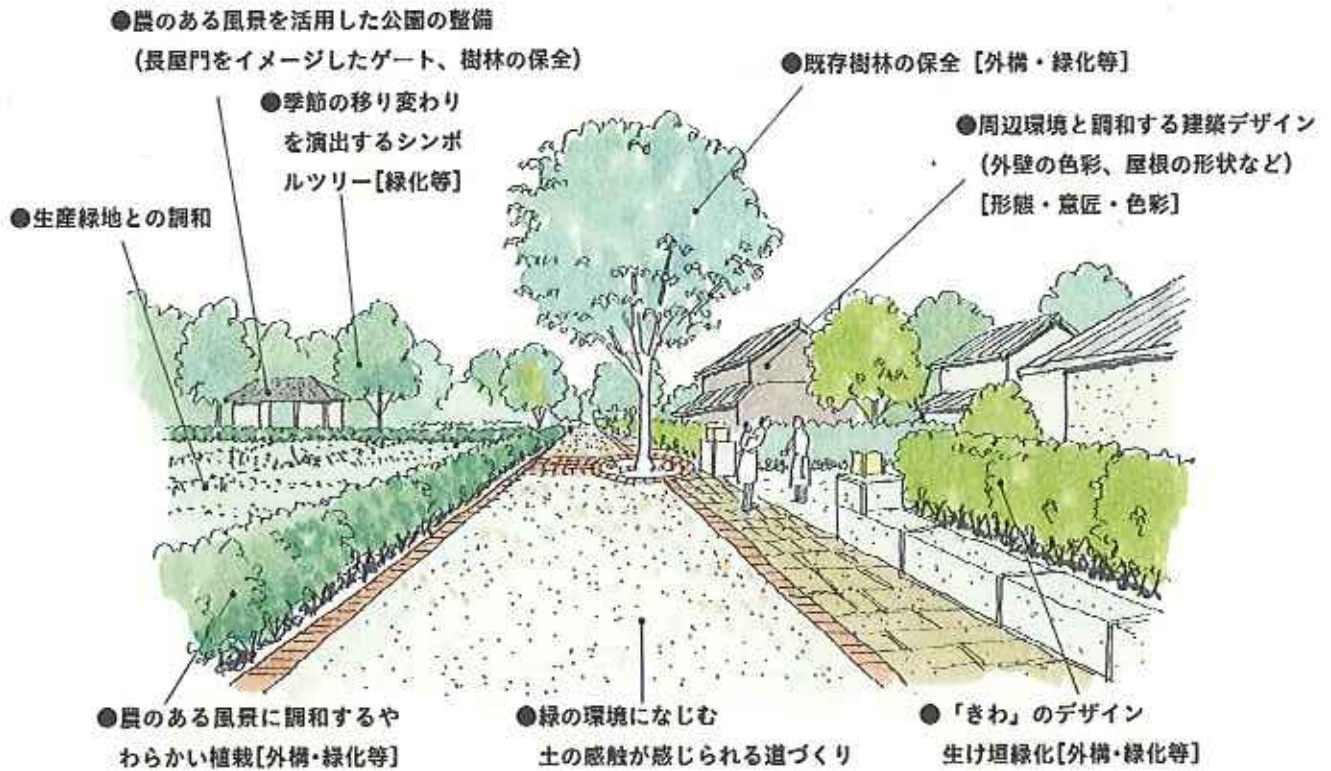 ●農のある風景を活用した公園の整備
(長屋門をイメージしたゲート、樹林の保全)
●季節の移り変わり
を演出するシンボ
ルツリー[緑化等]
●生産緑地との調和
●既存樹林の保全 [外構・緑化等]
●周辺環境と調和する建築デザイン
(外壁の色彩、屋根の形状など)
[形態・意匠・色彩]
●農のある風景に調和するや
わらかい植栽[外構・緑化等]
●緑の環境になじむ
土の感触が感じられる道づくり
●「きわ」のデザイン
生け垣緑化[外構・緑化等]